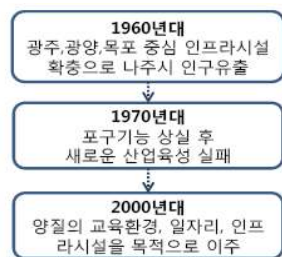 1960년대
광주,광양,목포 중심 인프라시설
확충으로 나주시 인구유출
1970년대
포구기능 상실 후
새로운 산업육성 실패
2000년대
양질의 교육환경, 일자리, 인프
라시설을 목적으로 이주